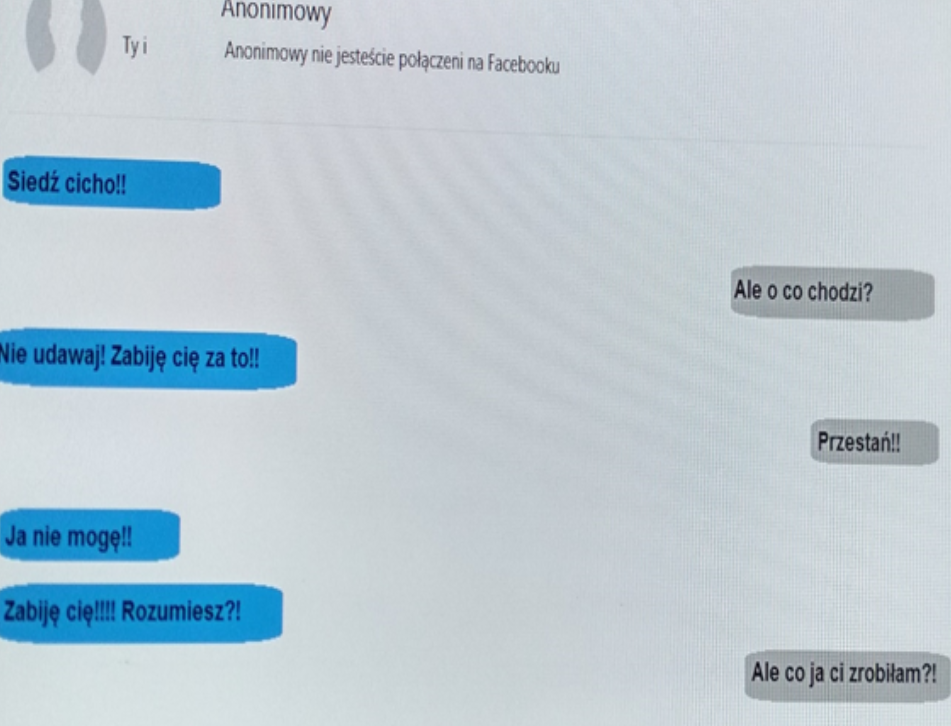 Anonimowy
Ty i
Anonimowy nie jesteście połączeni na Facebooku
Siedź cicho!!
Ale o co chodzi?
Nie udawaj! Zabiję cię za to!!
Przestań!!
Ja nie mogę!!
Zabiję cię!!!! Rozumiesz?!
Ale co ja ci zrobiłam?!